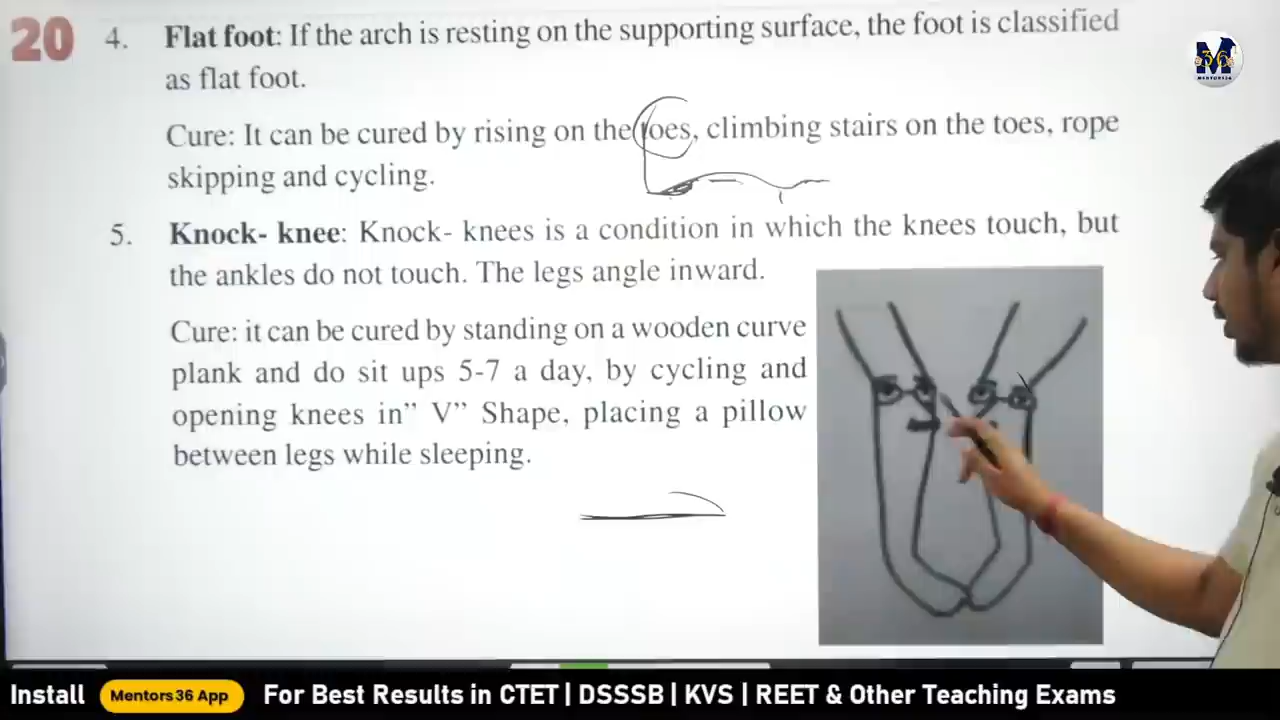 20
4. Flat foot: If the arch is resting on the supporting surface, the foot is classified
as flat foot.
Cure: It can be cured by rising on the toes, climbing stairs on the toes, rope
skipping and cycling.
5. Knock- knee: Knock- knees is a condition in which the knees touch, but
the ankles do not touch. The legs angle inward.
Cure: it can be cured by standing on a wooden curve
plank and do sit ups 5-7 a day, by cycling and
opening knees in” V” Shape, placing a pillow
between legs while sleeping.
M
36
MENTORS36
Install Mentors36 App For Best Results in CTET | DSSSB | KVS | REET & Other Teaching Exams